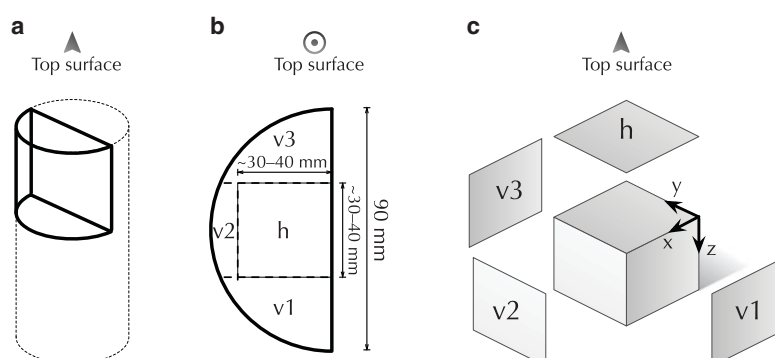 a
Top surface
b
Top surface
v3
~30–40 mm
v2
h
~30–40 mm
90 mm
v1
c
Top surface
h
v3
y
x
z
v2
v1